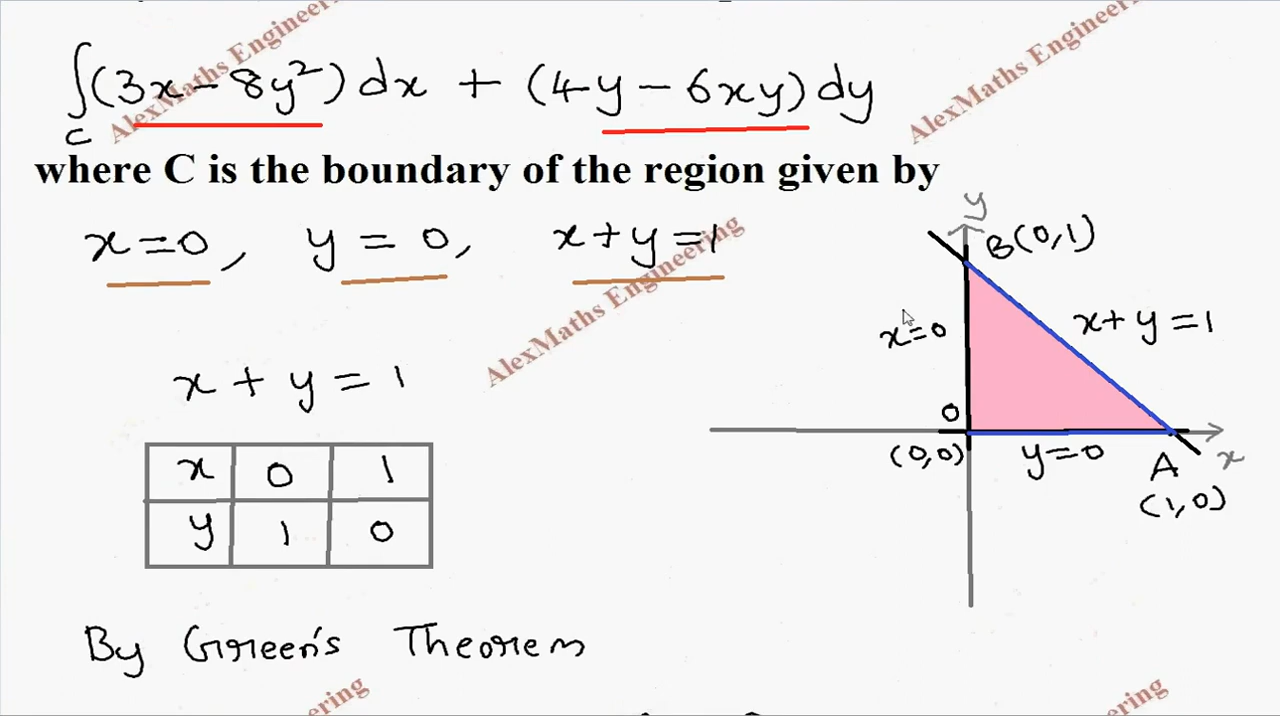 ∫_C (3x - 8y²) dx + (4y - 6xy) dy
where C is the boundary of the region given by
x = 0, y = 0, x + y = 1
y
B(0,1)
x = 0
x + y = 1
0
(0,0)
y = 0
A
(1,0)
x
x + y = 1
x 0 1
y 1 0
By Green's Theorem
AlexMaths Engineering
AlexMaths Engineering
AlexMaths Engineering